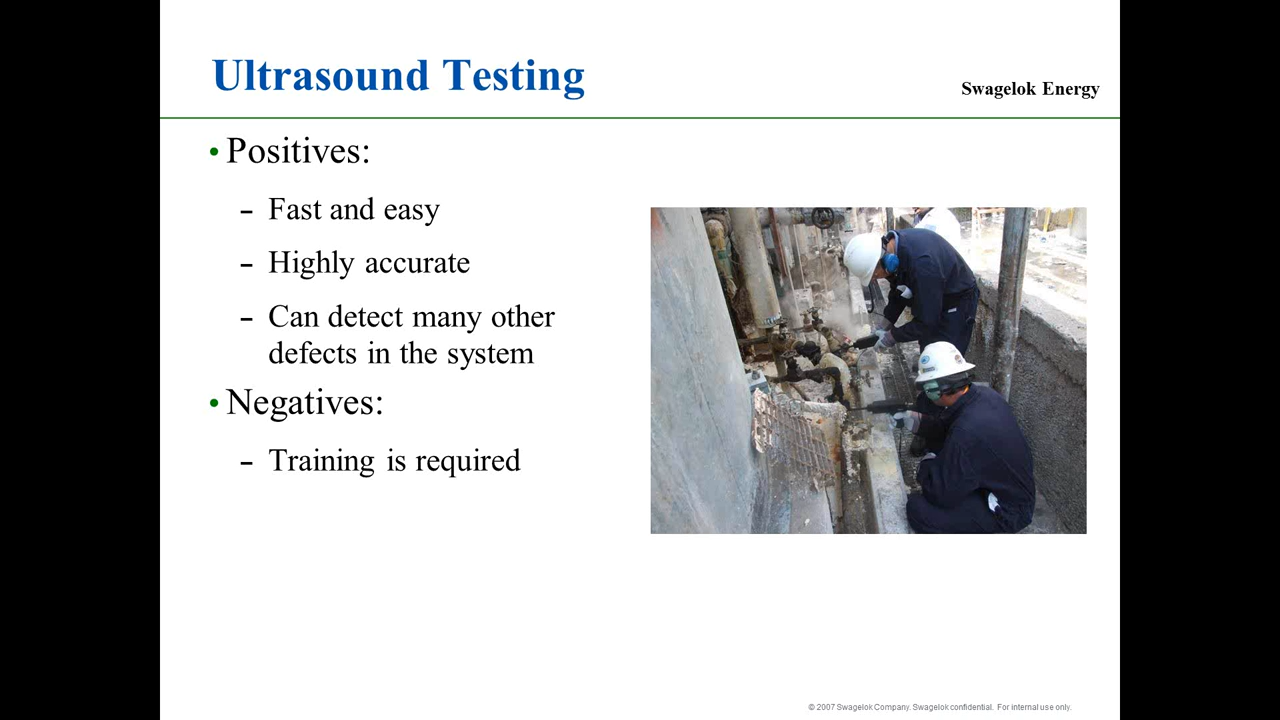 Ultrasound Testing
Swagelok Energy
• Positives:
– Fast and easy
– Highly accurate
– Can detect many other
defects in the system
• Negatives:
– Training is required
© 2007 Swagelok Company. Swagelok confidential. For internal use only.